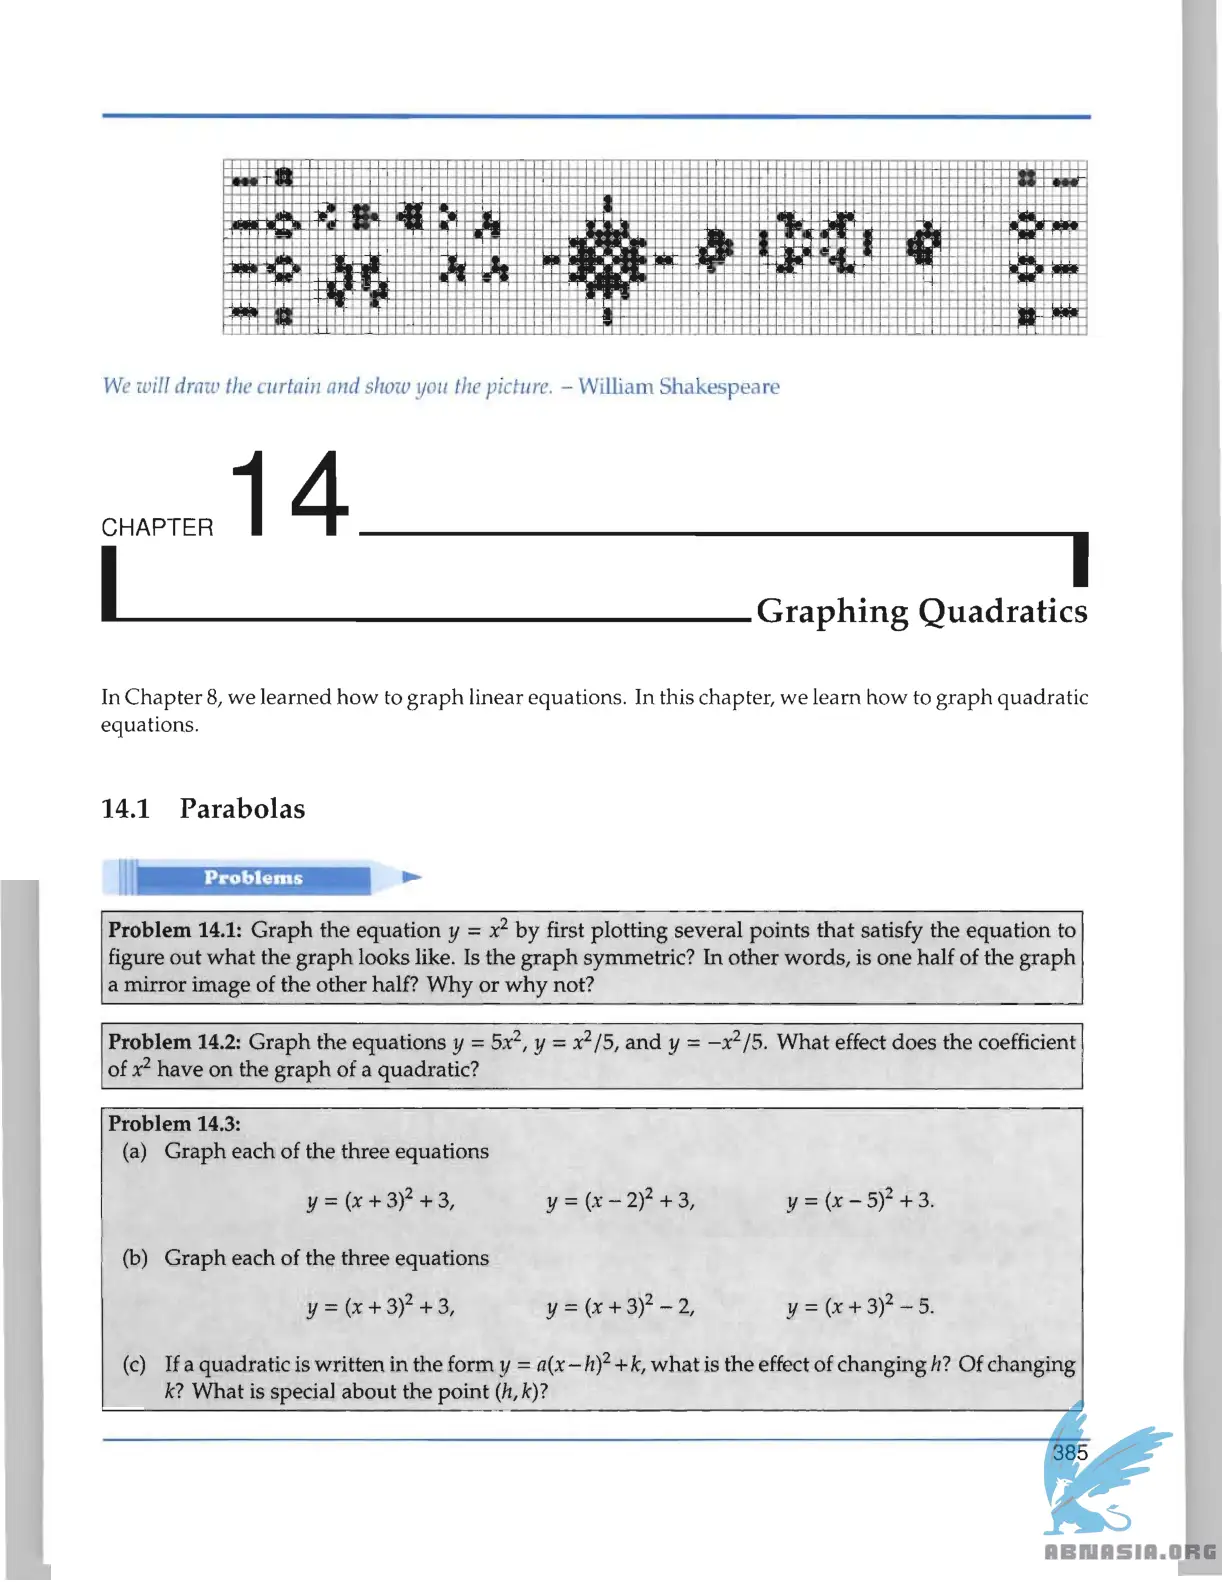 We will draw the curtain and show you the picture. – William Shakespeare
CHAPTER 14
Graphing Quadratics
In Chapter 8, we learned how to graph linear equations. In this chapter, we learn how to graph quadratic
equations.
14.1 Parabolas
Problems
Problem 14.1: Graph the equation y = x² by first plotting several points that satisfy the equation to
figure out what the graph looks like. Is the graph symmetric? In other words, is one half of the graph
a mirror image of the other half? Why or why not?
Problem 14.2: Graph the equations y = 5x², y = x²/5, and y = −x²/5. What effect does the coefficient
of x² have on the graph of a quadratic?
Problem 14.3:
(a) Graph each of the three equations
y = (x + 3)² + 3, y = (x − 2)² + 3, y = (x − 5)² + 3.
(b) Graph each of the three equations
y = (x + 3)² + 3, y = (x + 3)² − 2, y = (x + 3)² − 5.
(c) If a quadratic is written in the form y = a(x−h)²+k, what is the effect of changing h? Of changing
k? What is special about the point (h, k)?
385
ABNASIA.ORG